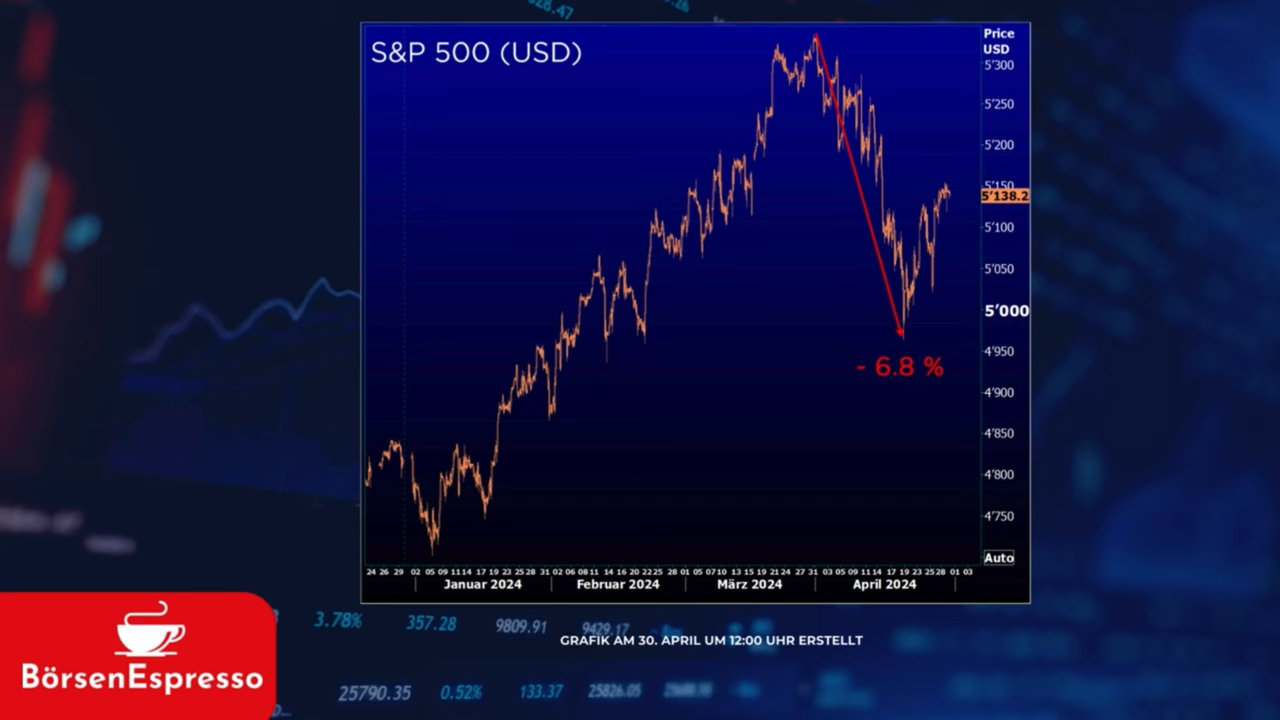 S&P 500 (USD)
Price
USD
5'300
5'250
5'200
5'150
5'138.2
5'100
5'050
5'000
4'950
4'900
4'850
4'800
4'750
Auto
- 6.8 %
24 26 29 02 05 09 11 14 17 19 23 25 28 31 02 06 08 11 14 16 20 22 25 28 01 05 07 10 13 15 19 21 24 27 31 03 05 09 11 14 17 19 23 25 28 01 03
Januar 2024 Februar 2024 März 2024 April 2024
3.78% 357.28 9809.91 9429.17
GRAFIK AM 30. APRIL UM 12:00 UHR ERSTELLT
BörsenEspresso
25790.35 0.52% 133.37 25826.05